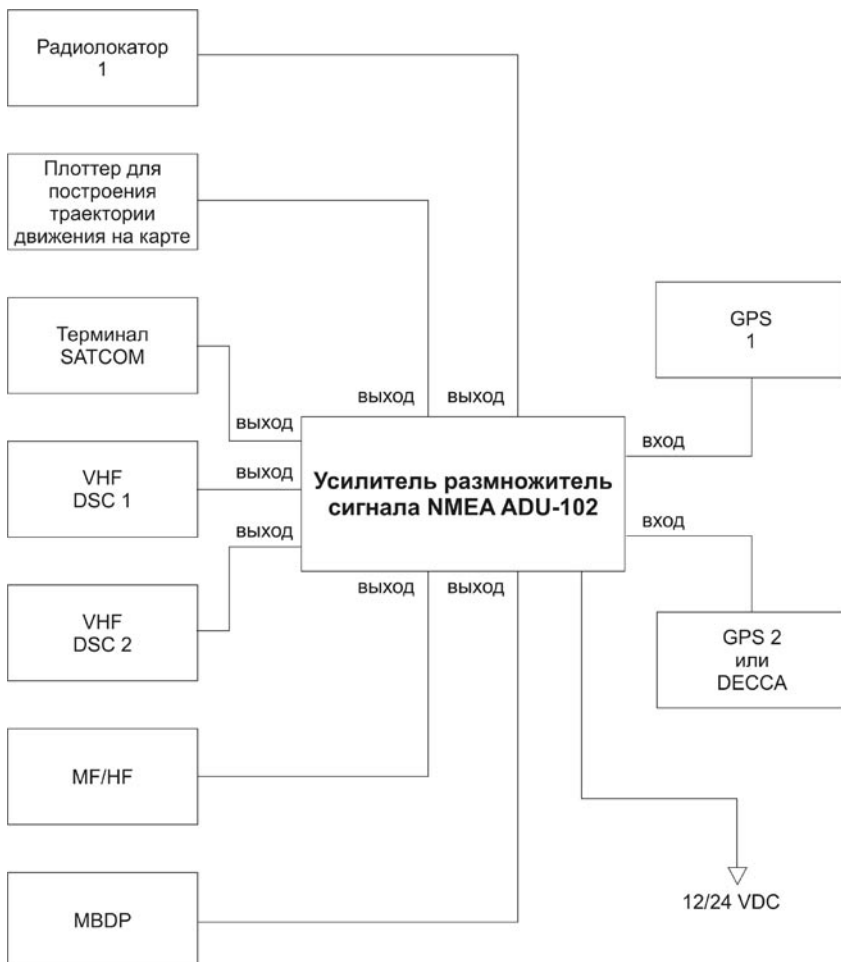 Радиолокатор
1
Плоттер для
построения
траектории
движения на карте
Терминал
SATCOM
GPS
1
выход
выход
выход
вход
VHF
DSC 1
выход
Усилитель размножитель
сигнала NMEA ADU-102
выход
вход
выход
выход
VHF
DSC 2
GPS 2
или
DECCA
MF/HF
MBDP
12/24 VDC